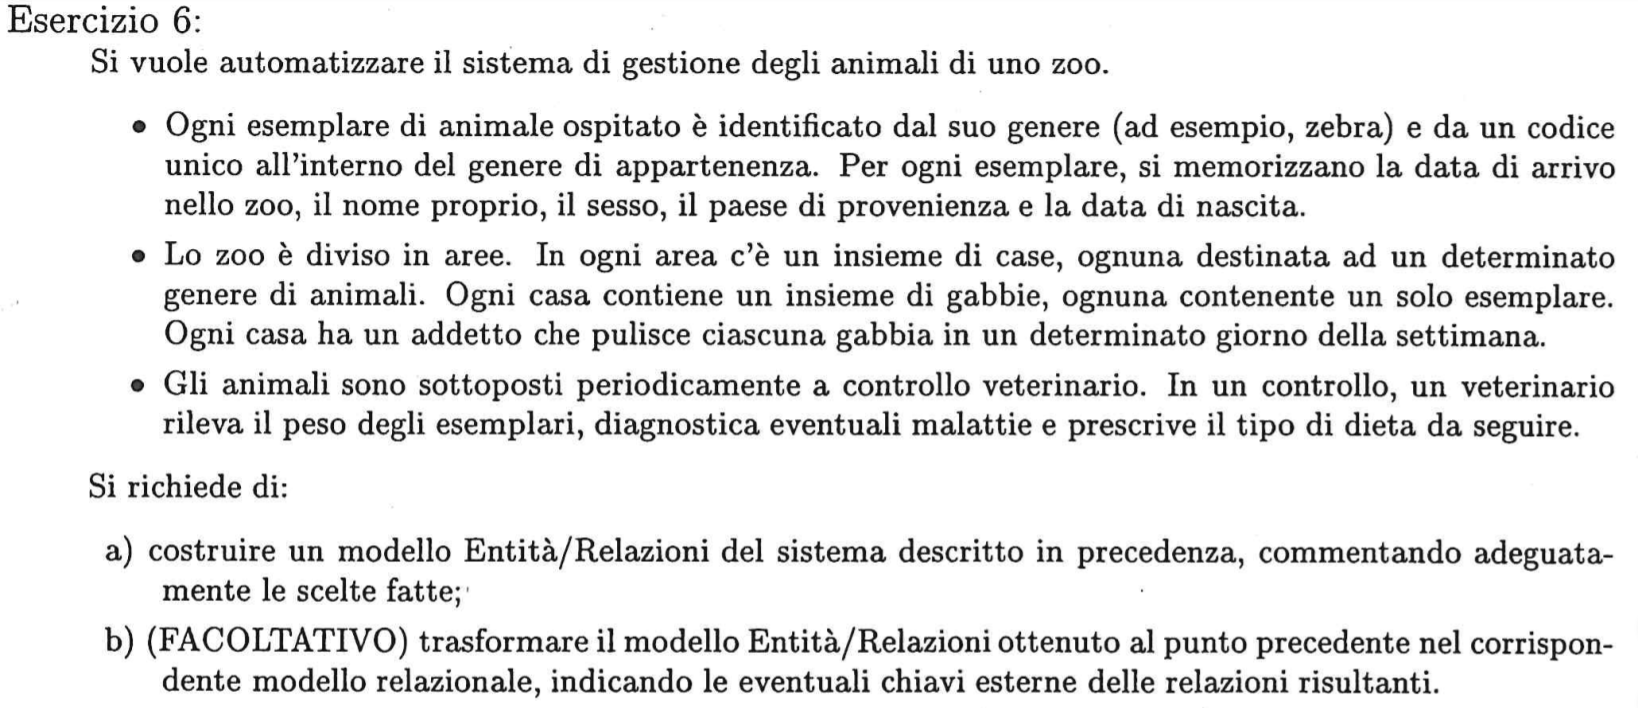 Esercizio 6:
Si vuole automatizzare il sistema di gestione degli animali di uno zoo.
• Ogni esemplare di animale ospitato è identificato dal suo genere (ad esempio, zebra) e da un codice
unico all'interno del genere di appartenenza. Per ogni esemplare, si memorizzano la data di arrivo
nello zoo, il nome proprio, il sesso, il paese di provenienza e la data di nascita.
• Lo zoo è diviso in aree. In ogni area c'è un insieme di case, ognuna destinata ad un determinato
genere di animali. Ogni casa contiene un insieme di gabbie, ognuna contenente un solo esemplare.
Ogni casa ha un addetto che pulisce ciascuna gabbia in un determinato giorno della settimana.
• Gli animali sono sottoposti periodicamente a controllo veterinario. In un controllo, un veterinario
rileva il peso degli esemplari, diagnostica eventuali malattie e prescrive il tipo di dieta da seguire.
Si richiede di:
a) costruire un modello Entità/Relazioni del sistema descritto in precedenza, commentando adeguata-
mente le scelte fatte;
b) (FACOLTATIVO) trasformare il modello Entità/Relazioni ottenuto al punto precedente nel corrispon-
dente modello relazionale, indicando le eventuali chiavi esterne delle relazioni risultanti.